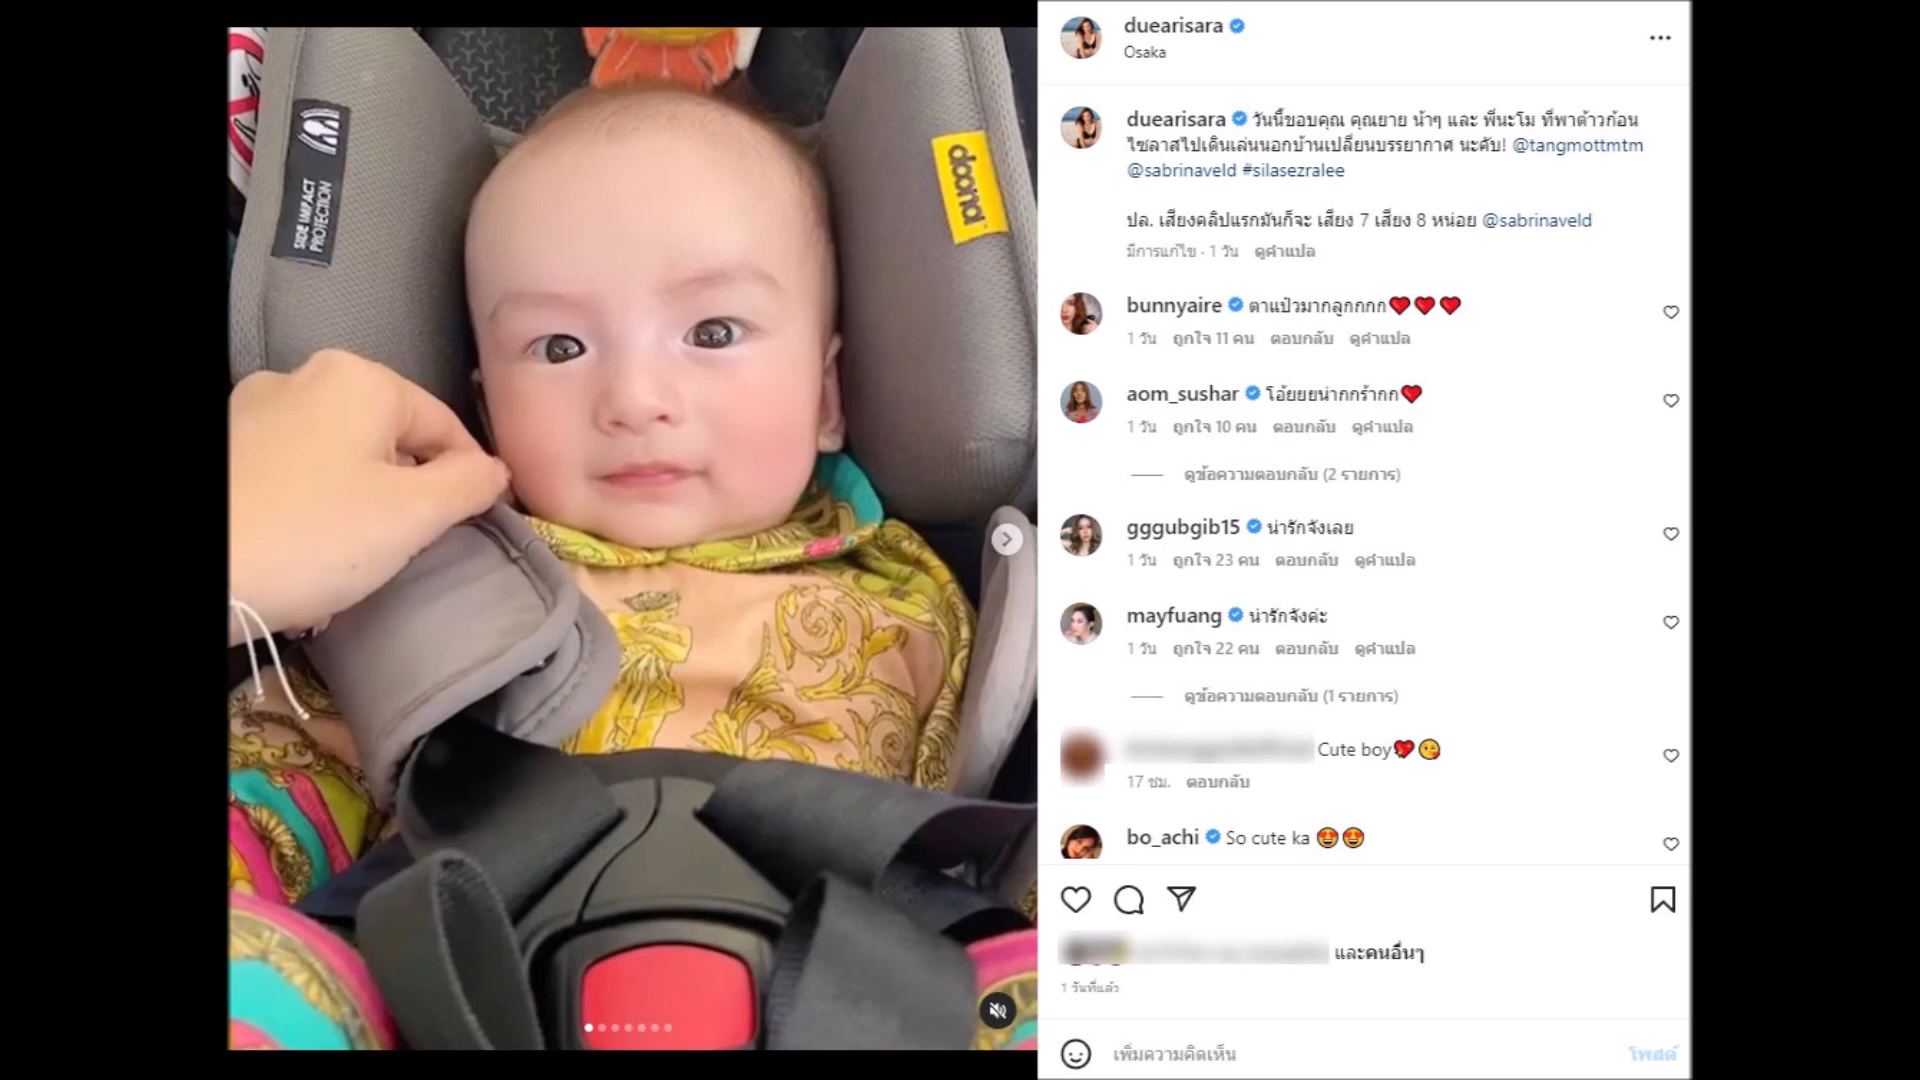 SIDE IMPACT
PROTECTION
doona
duearisara
Osaka
duearisara วันนี้ขอบคุณ คุณยาย น้าๆ และ พี่นะโม ที่พาต้าวก้อน
ไซลาสไปเดินเล่นนอกบ้านเปลี่ยนบรรยากาศ นะคับ! @tangmottmtm
@sabrinaveld #silasezralee
ปล. เสียงคลิปแรกมันก็จะ เสียง 7 เสียง 8 หน่อย @sabrinaveld
มีการแก้ไข · 1 วัน ดูคำแปล
bunnyaire ตาแป๋วมากลูกกกก❤️❤️❤️
1 วัน ถูกใจ 11 คน ตอบกลับ ดูคำแปล
aom_sushar โอ้ยยยน่ากกร้ากก❤️
1 วัน ถูกใจ 10 คน ตอบกลับ ดูคำแปล
ดูข้อความตอบกลับ (2 รายการ)
gggubgib15 น่ารักจังเลย
1 วัน ถูกใจ 23 คน ตอบกลับ ดูคำแปล
mayfuang น่ารักจังค่ะ
1 วัน ถูกใจ 22 คน ตอบกลับ ดูคำแปล
ดูข้อความตอบกลับ (1 รายการ)
Cute boy💖😘
17 ชม. ตอบกลับ
bo_achi So cute ka 😍😍
และคนอื่นๆ
1 วันที่แล้ว
เพิ่มความคิดเห็น
โพสต์